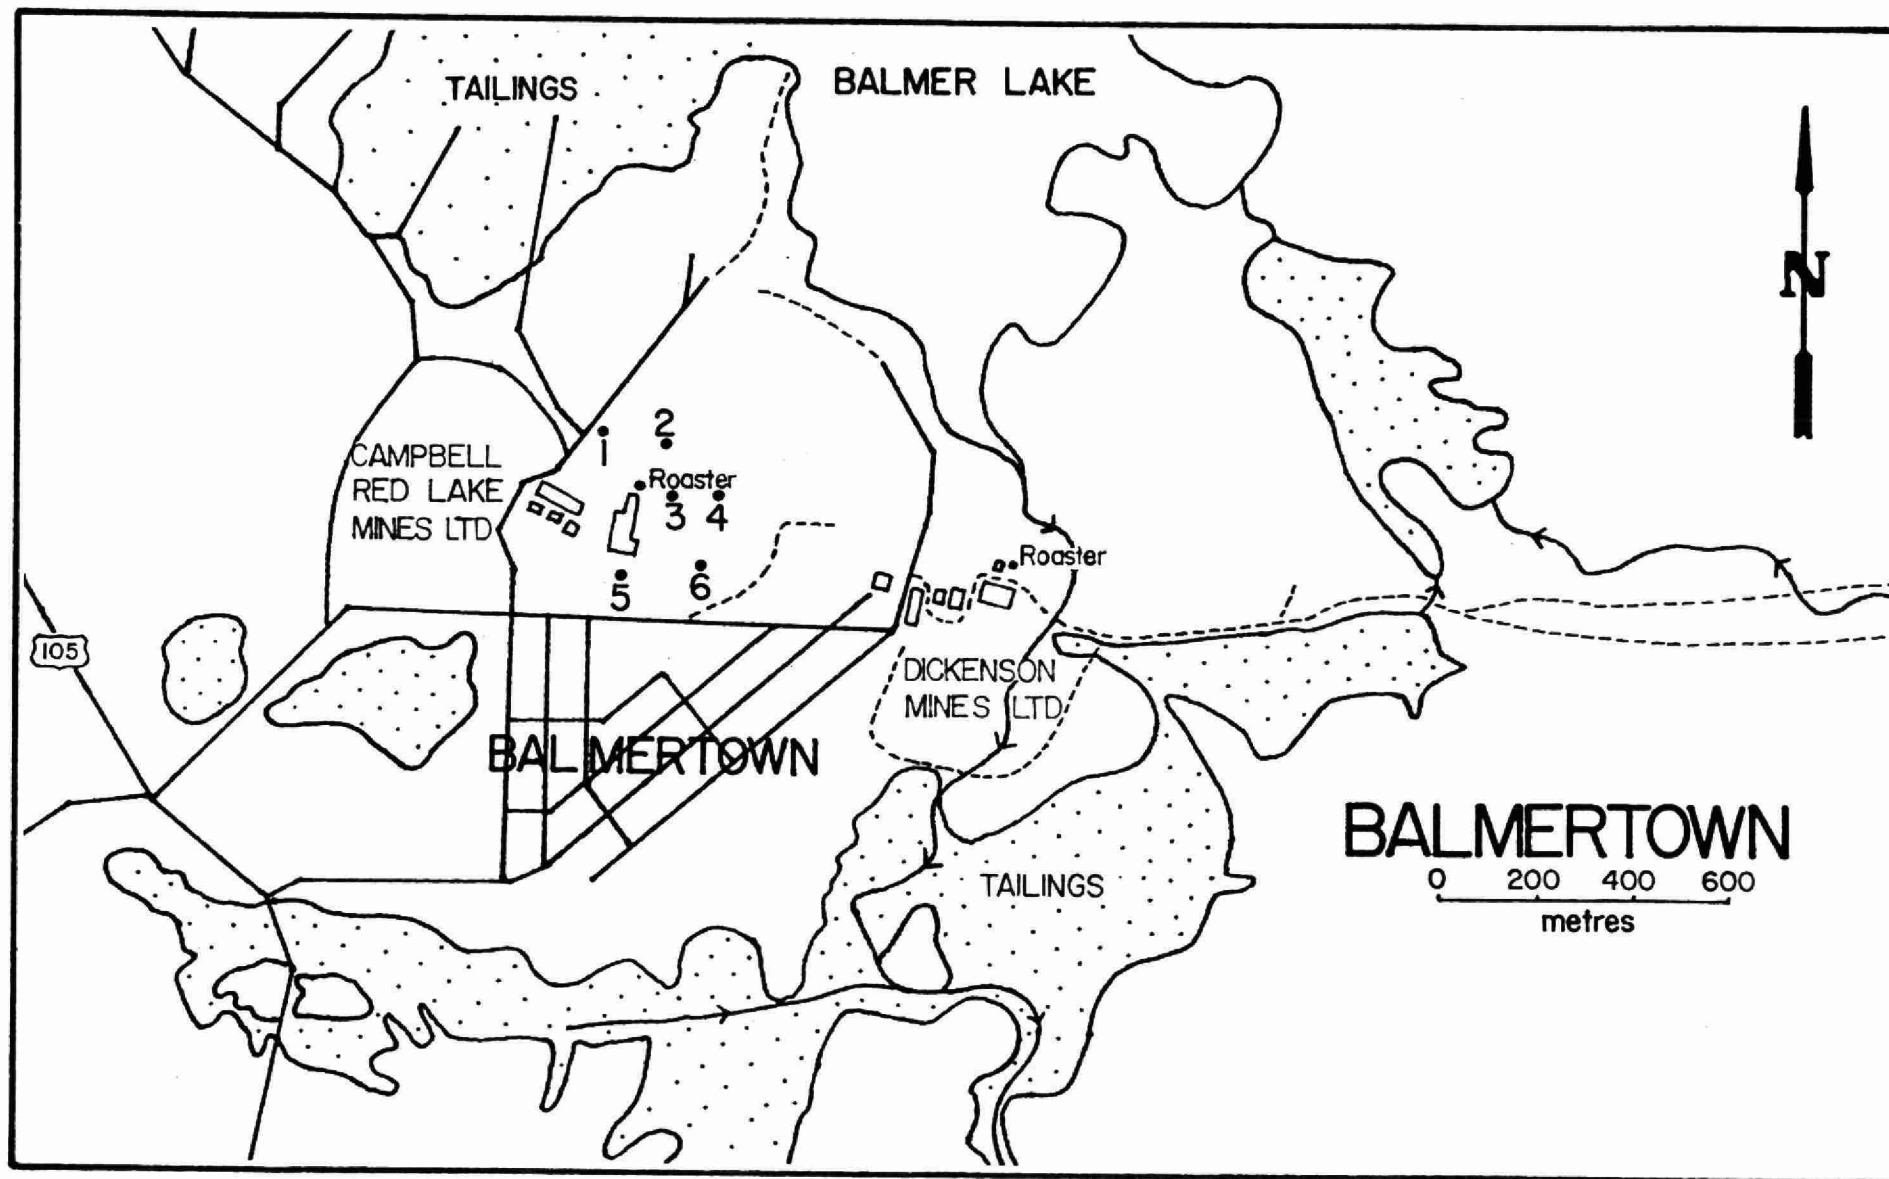 TAILINGS
BALMER LAKE
N
1
2
CAMPBELL
RED LAKE
MINES LTD
Roaster
3
4
5
6
Roaster
105
DICKENSON
MINES LTD
BALMERTOWN
TAILINGS
BALMERTOWN
0 200 400 600
metres